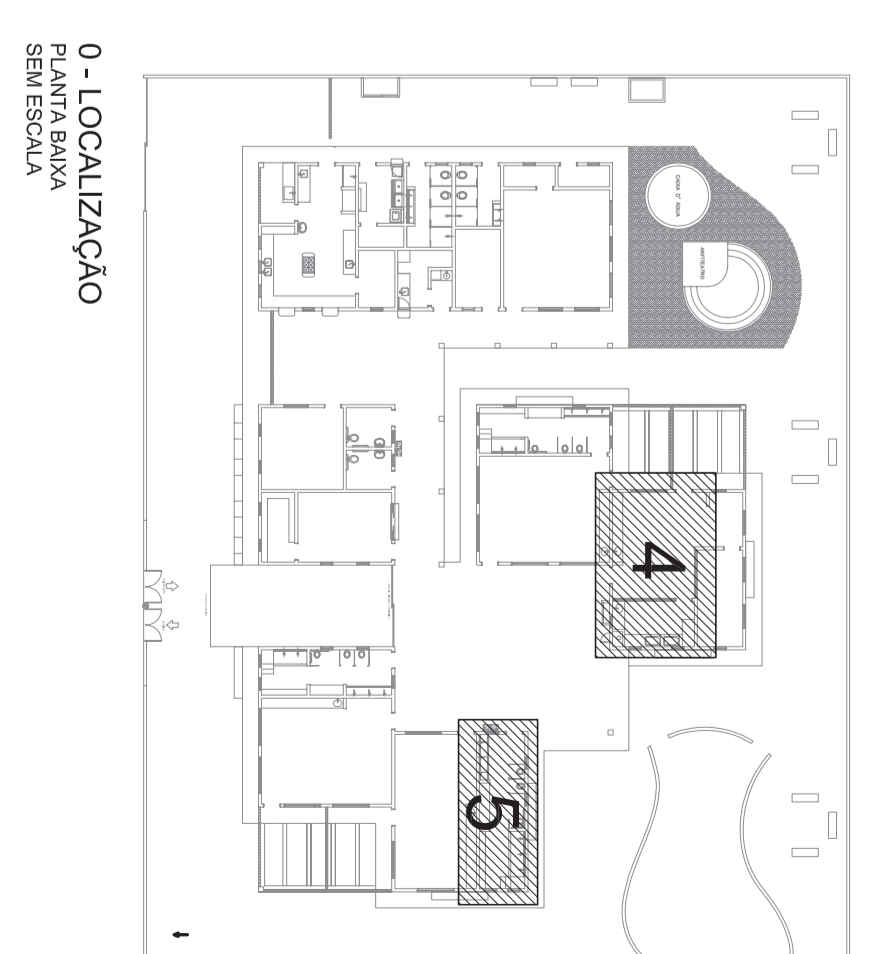 0 - LOCALIZAÇÃO
PLANTA BAIXA
SEM ESCALA
CAIXA D' ÁGUA
ANFITEATRO
4
5